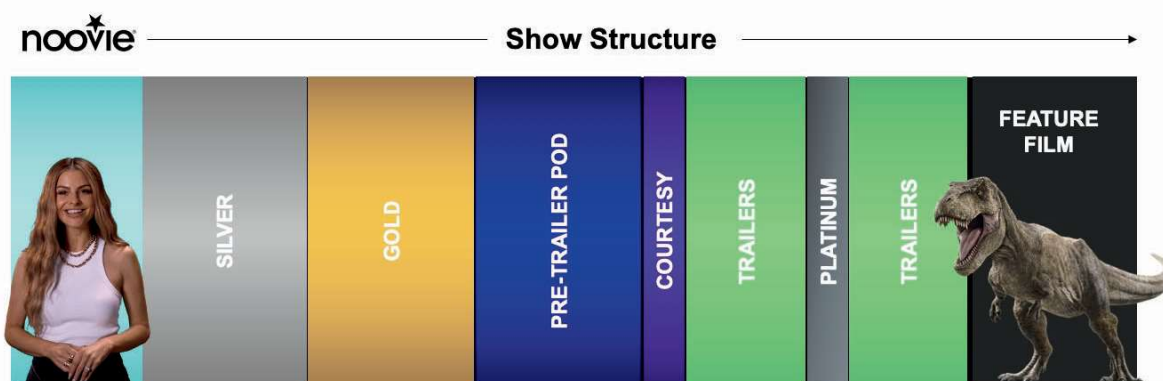 noovie
Show Structure
SILVER
GOLD
PRE-TRAILER POD
COURTESY
TRAILERS
PLATINUM
TRAILERS
FEATURE
FILM